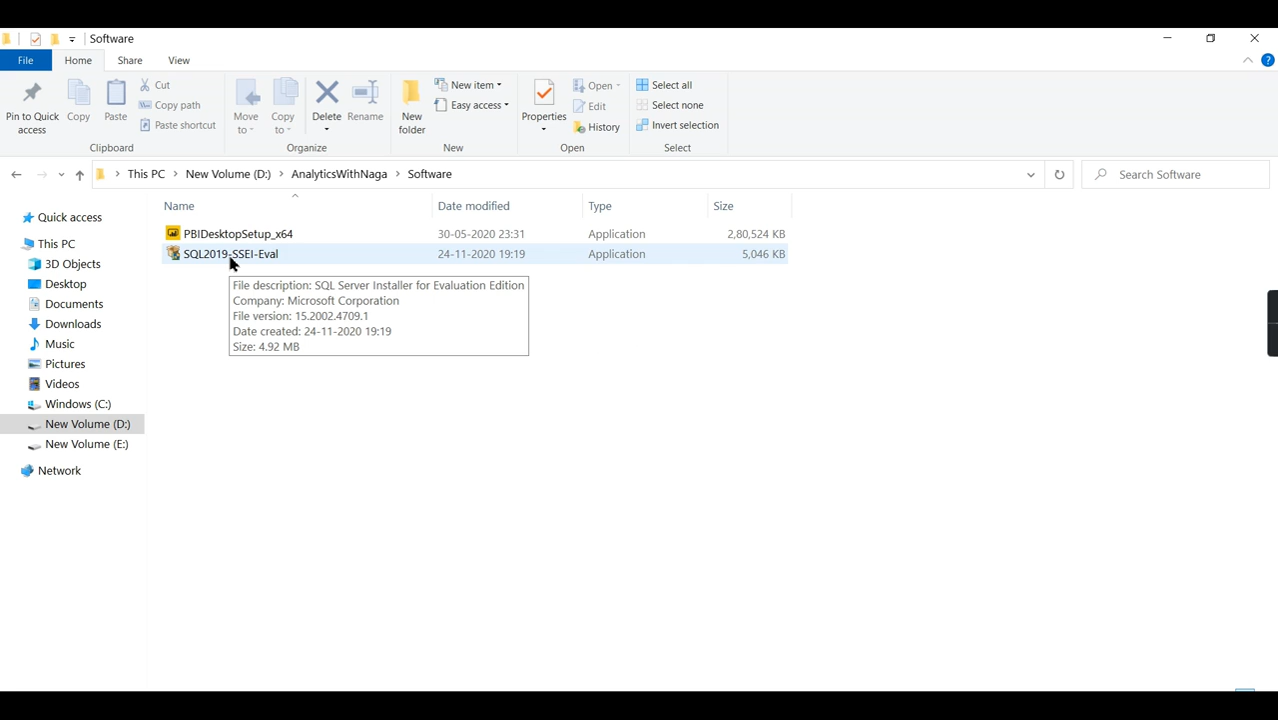 Software
File Home Share View
Pin to Quick access
Copy
Paste
Cut
Copy path
Paste shortcut
Clipboard
Move to
Copy to
Delete
Rename
Organize
New folder
New item
Easy access
New
Properties
Open
Edit
History
Open
Select all
Select none
Invert selection
Select
This PC > New Volume (D:) > AnalyticsWithNaga > Software
Search Software
Quick access
This PC
3D Objects
Desktop
Documents
Downloads
Music
Pictures
Videos
Windows (C:)
New Volume (D:)
New Volume (E:)
Network
Name Date modified Type Size
PBIDesktopSetup_x64 30-05-2020 23:31 Application 2,80,524 KB
SQL2019-SSEI-Eval 24-11-2020 19:19 Application 5,046 KB
File description: SQL Server Installer for Evaluation Edition
Company: Microsoft Corporation
File version: 15.2002.4709.1
Date created: 24-11-2020 19:19
Size: 4.92 MB